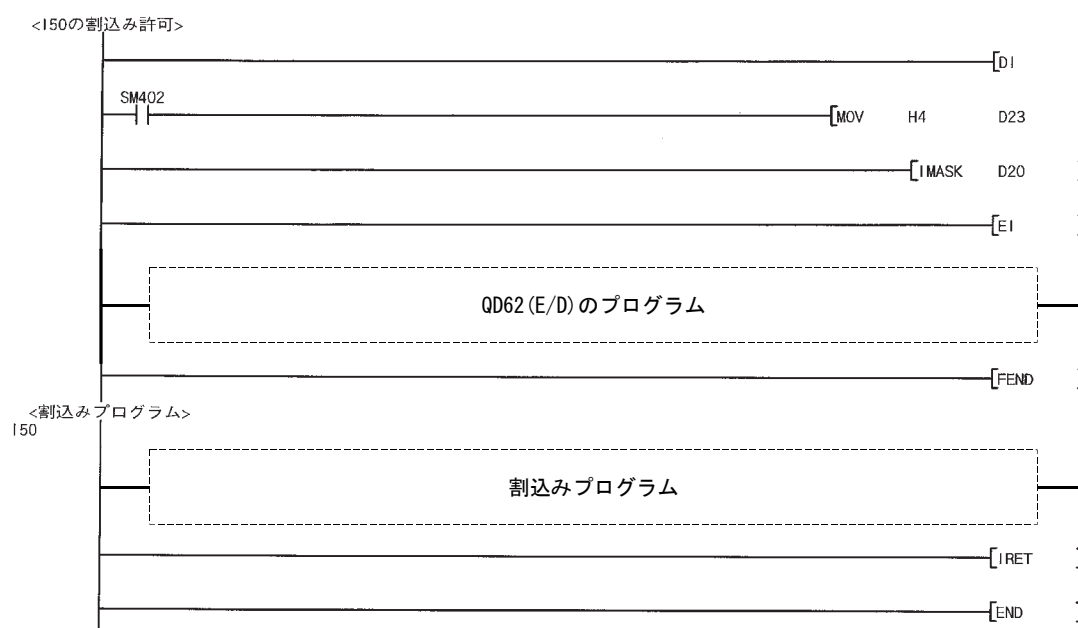 <I50の割込み許可>
[DI
SM402
[MOV H4 D23
[IMASK D20 ]
[EI ]
QD62(E/D)のプログラム
[FEND ]
<割込みプログラム>
I50
割込みプログラム
[IRET ]
[END ]